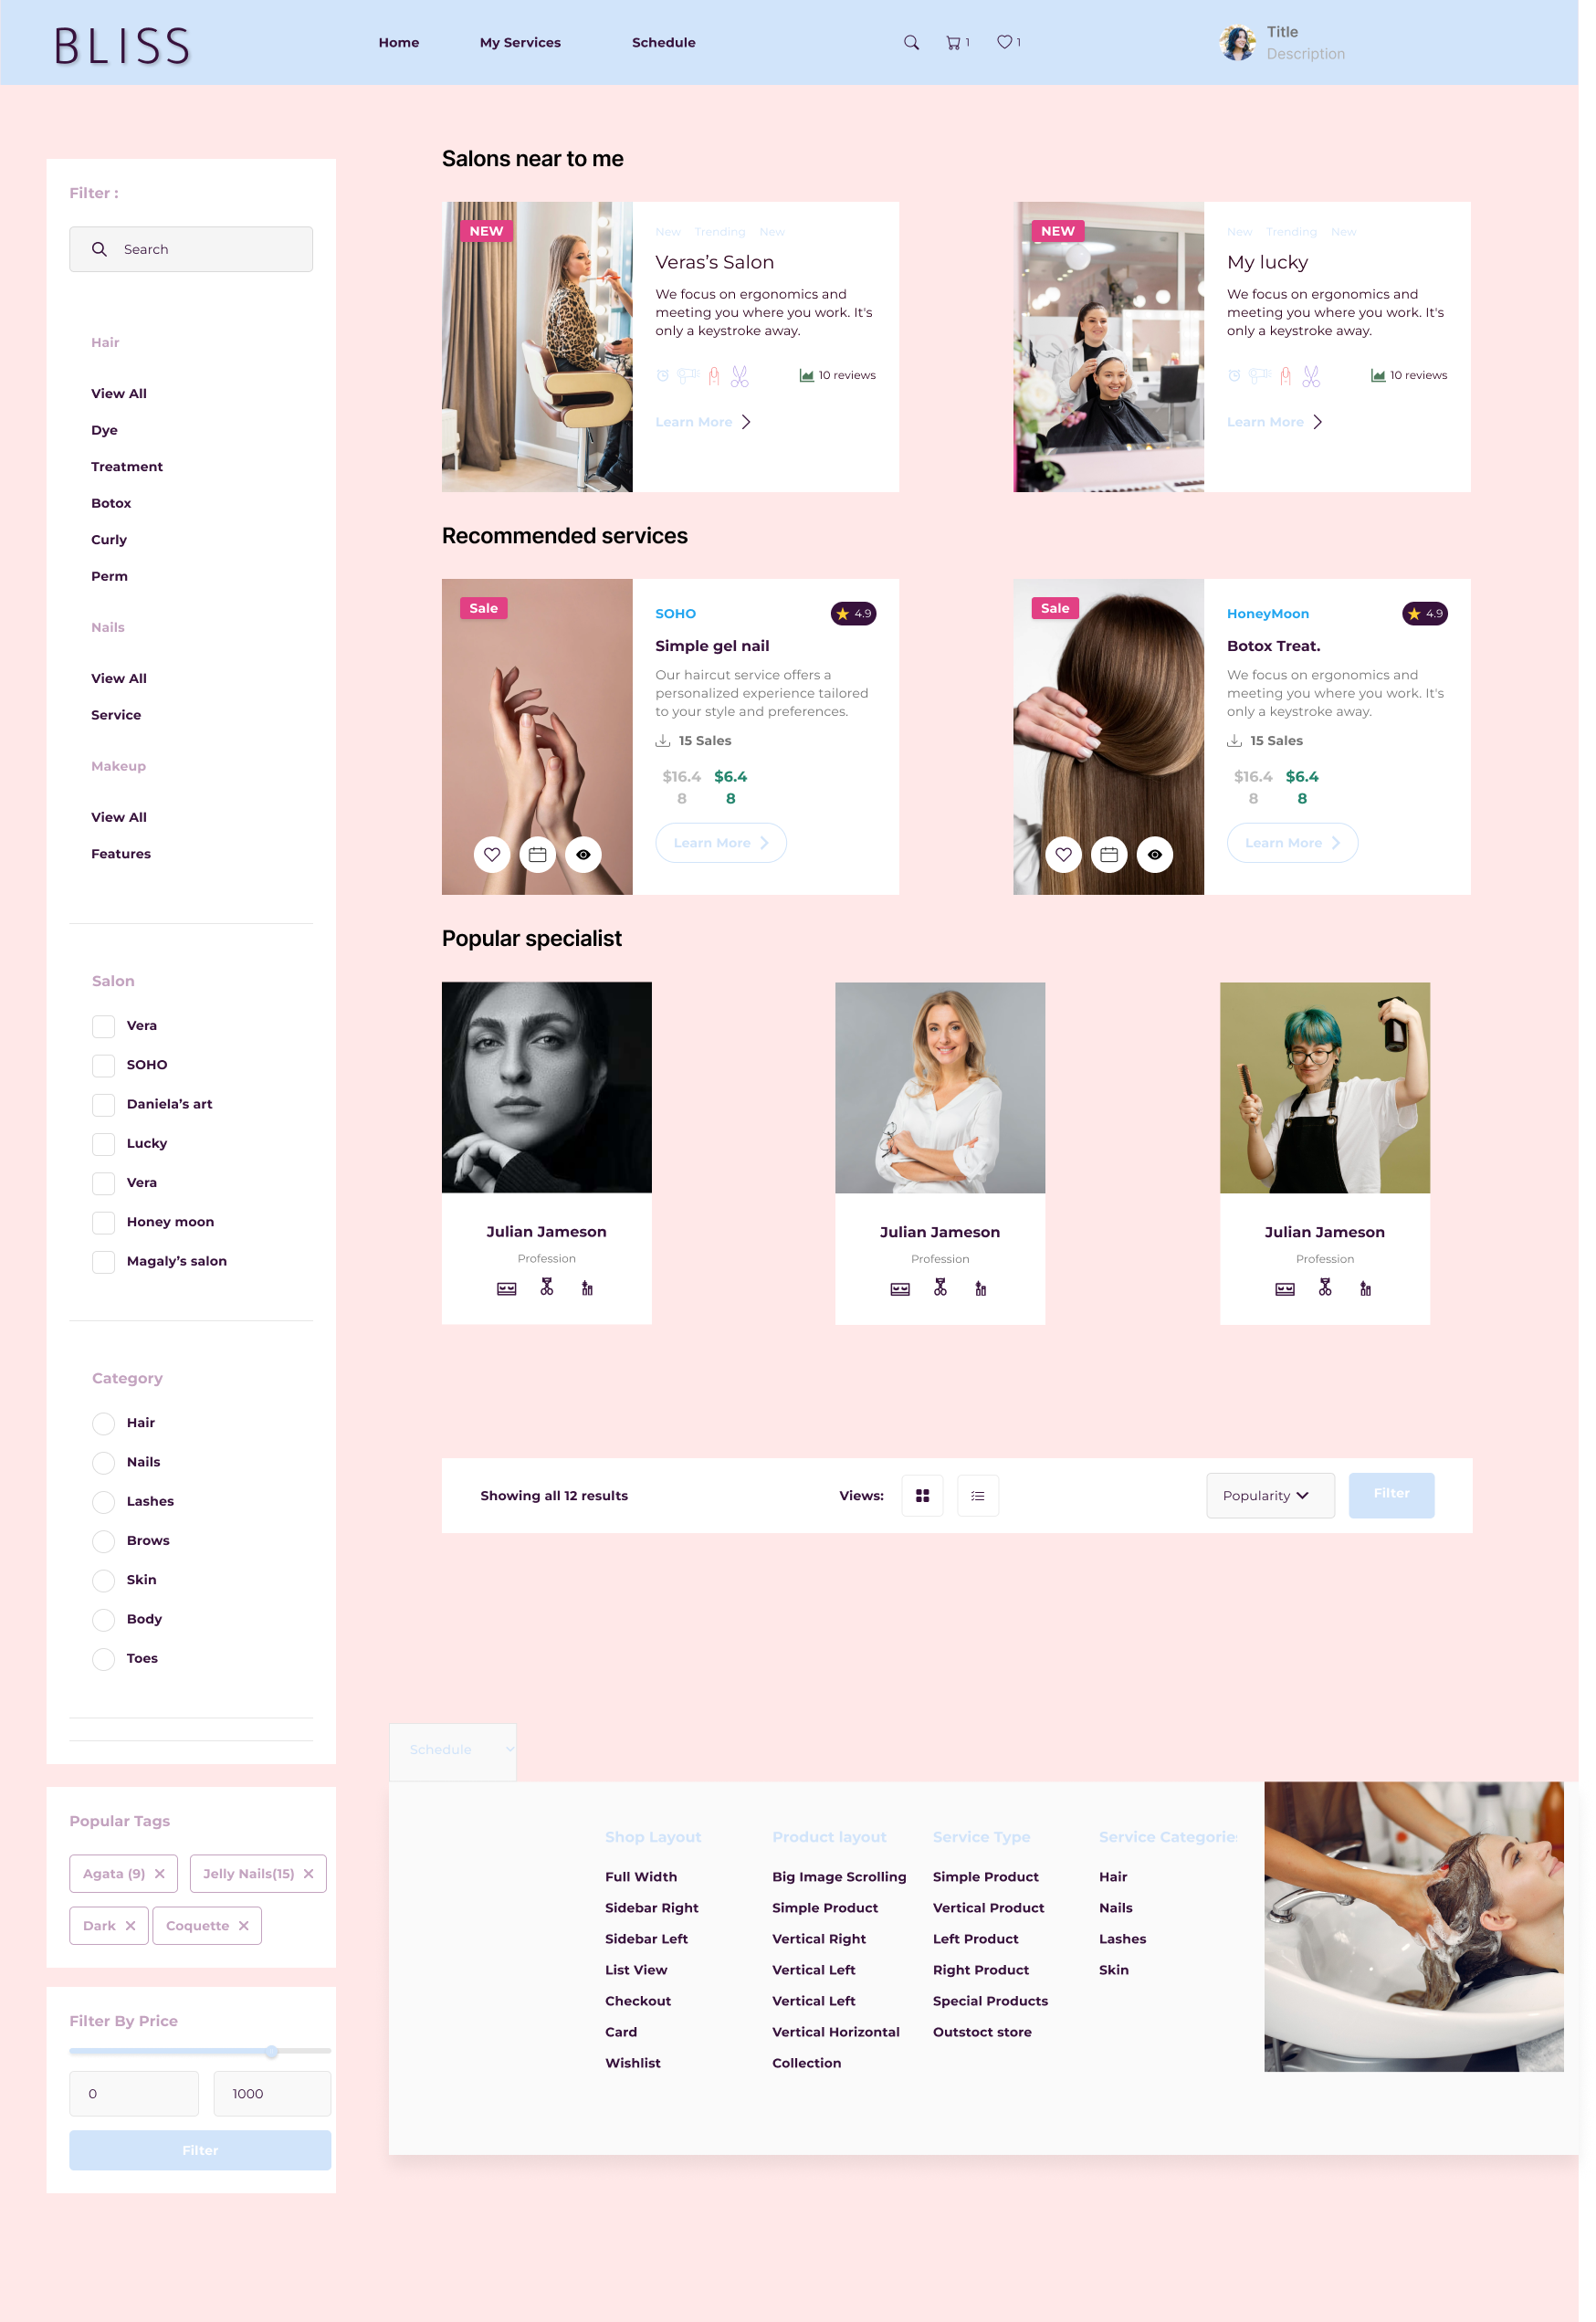 BLISS
Home
My Services
Schedule
1
1
Title
Description
Filter :
Search
Hair
View All
Dye
Treatment
Botox
Curly
Perm
Nails
View All
Service
Makeup
View All
Features
Salon
Vera
SOHO
Daniela’s art
Lucky
Vera
Honey moon
Magaly’s salon
Category
Hair
Nails
Lashes
Brows
Skin
Body
Toes
Popular Tags
Agata (9)
Jelly Nails(15)
Dark
Coquette
Filter By Price
0
1000
Filter
Salons near to me
NEW
New Trending New
Veras’s Salon
We focus on ergonomics and
meeting you where you work. It's
only a keystroke away.
10 reviews
Learn More
NEW
New Trending New
My lucky
We focus on ergonomics and
meeting you where you work. It's
only a keystroke away.
10 reviews
Learn More
Recommended services
Sale
SOHO
4.9
Simple gel nail
Our haircut service offers a
personalized experience tailored
to your style and preferences.
15 Sales
$16.4 $6.4
8 8
Learn More
Sale
HoneyMoon
4.9
Botox Treat.
We focus on ergonomics and
meeting you where you work. It's
only a keystroke away.
15 Sales
$16.4 $6.4
8 8
Learn More
Popular specialist
Julian Jameson
Profession
Julian Jameson
Profession
Julian Jameson
Profession
Showing all 12 results
Views:
Popularity
Filter
Schedule
Shop Layout
Full Width
Sidebar Right
Sidebar Left
List View
Checkout
Card
Wishlist
Product layout
Big Image Scrolling
Simple Product
Vertical Right
Vertical Left
Vertical Left
Vertical Horizontal
Collection
Service Type
Simple Product
Vertical Product
Left Product
Right Product
Special Products
Outstoct store
Service Categorie
Hair
Nails
Lashes
Skin